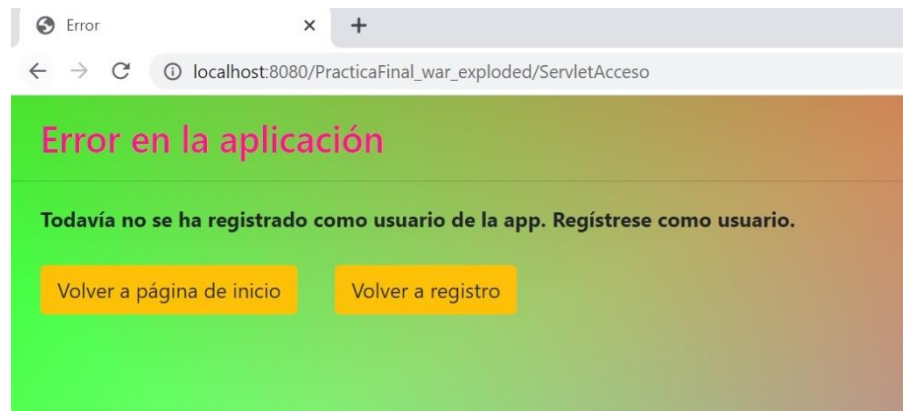 Error
localhost:8080/PracticaFinal_war_exploded/ServletAcceso
Error en la aplicación
Todavía no se ha registrado como usuario de la app. Regístrese como usuario.
Volver a página de inicio Volver a registro